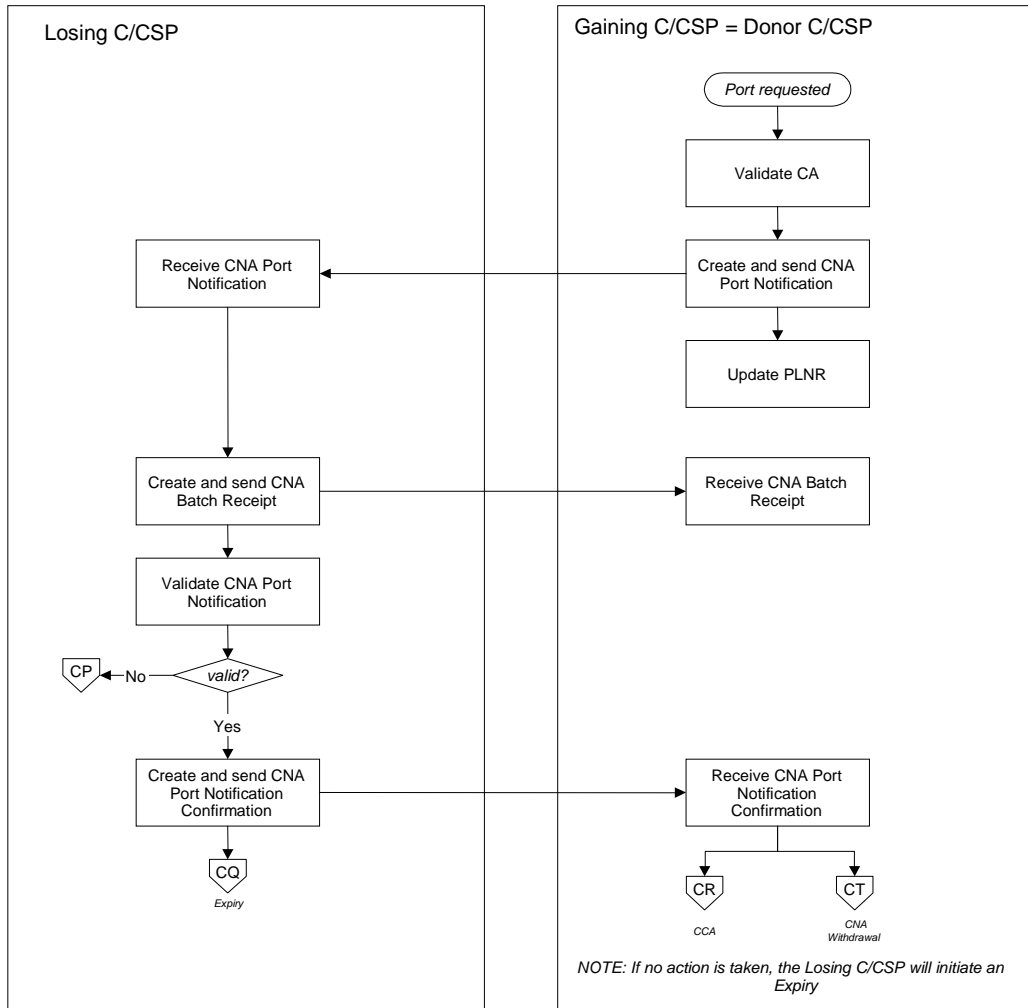 Losing C/CSP
Gaining C/CSP = Donor C/CSP
Port requested
Validate CA
Receive CNA Port
Notification
Create and send CNA
Port Notification
Update PLNR
Create and send CNA
Batch Receipt
Receive CNA Batch
Receipt
Validate CNA Port
Notification
CP
No
valid?
Yes
Create and send CNA
Port Notification
Confirmation
Receive CNA Port
Notification
Confirmation
CQ
Expiry
CR
CCA
CT
CNA
Withdrawal
NOTE: If no action is taken, the Losing C/CSP will initiate an
Expiry